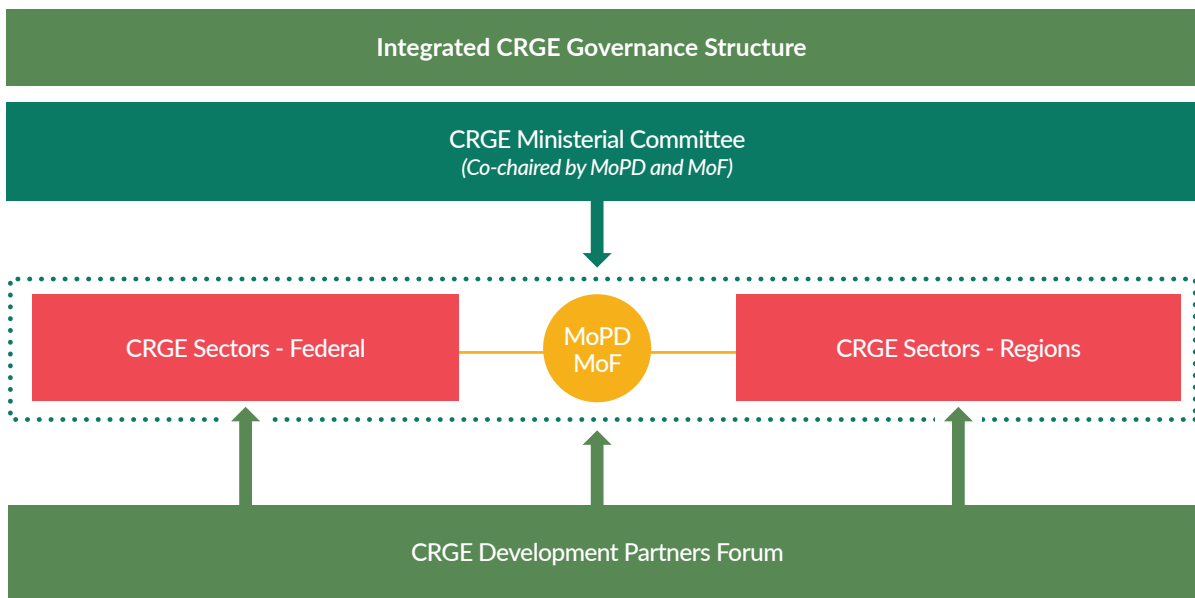 Integrated CRGE Governance Structure
CRGE Ministerial Committee
(Co-chaired by MoPD and MoF)
CRGE Sectors - Federal
MoPD
MoF
CRGE Sectors - Regions
CRGE Development Partners Forum